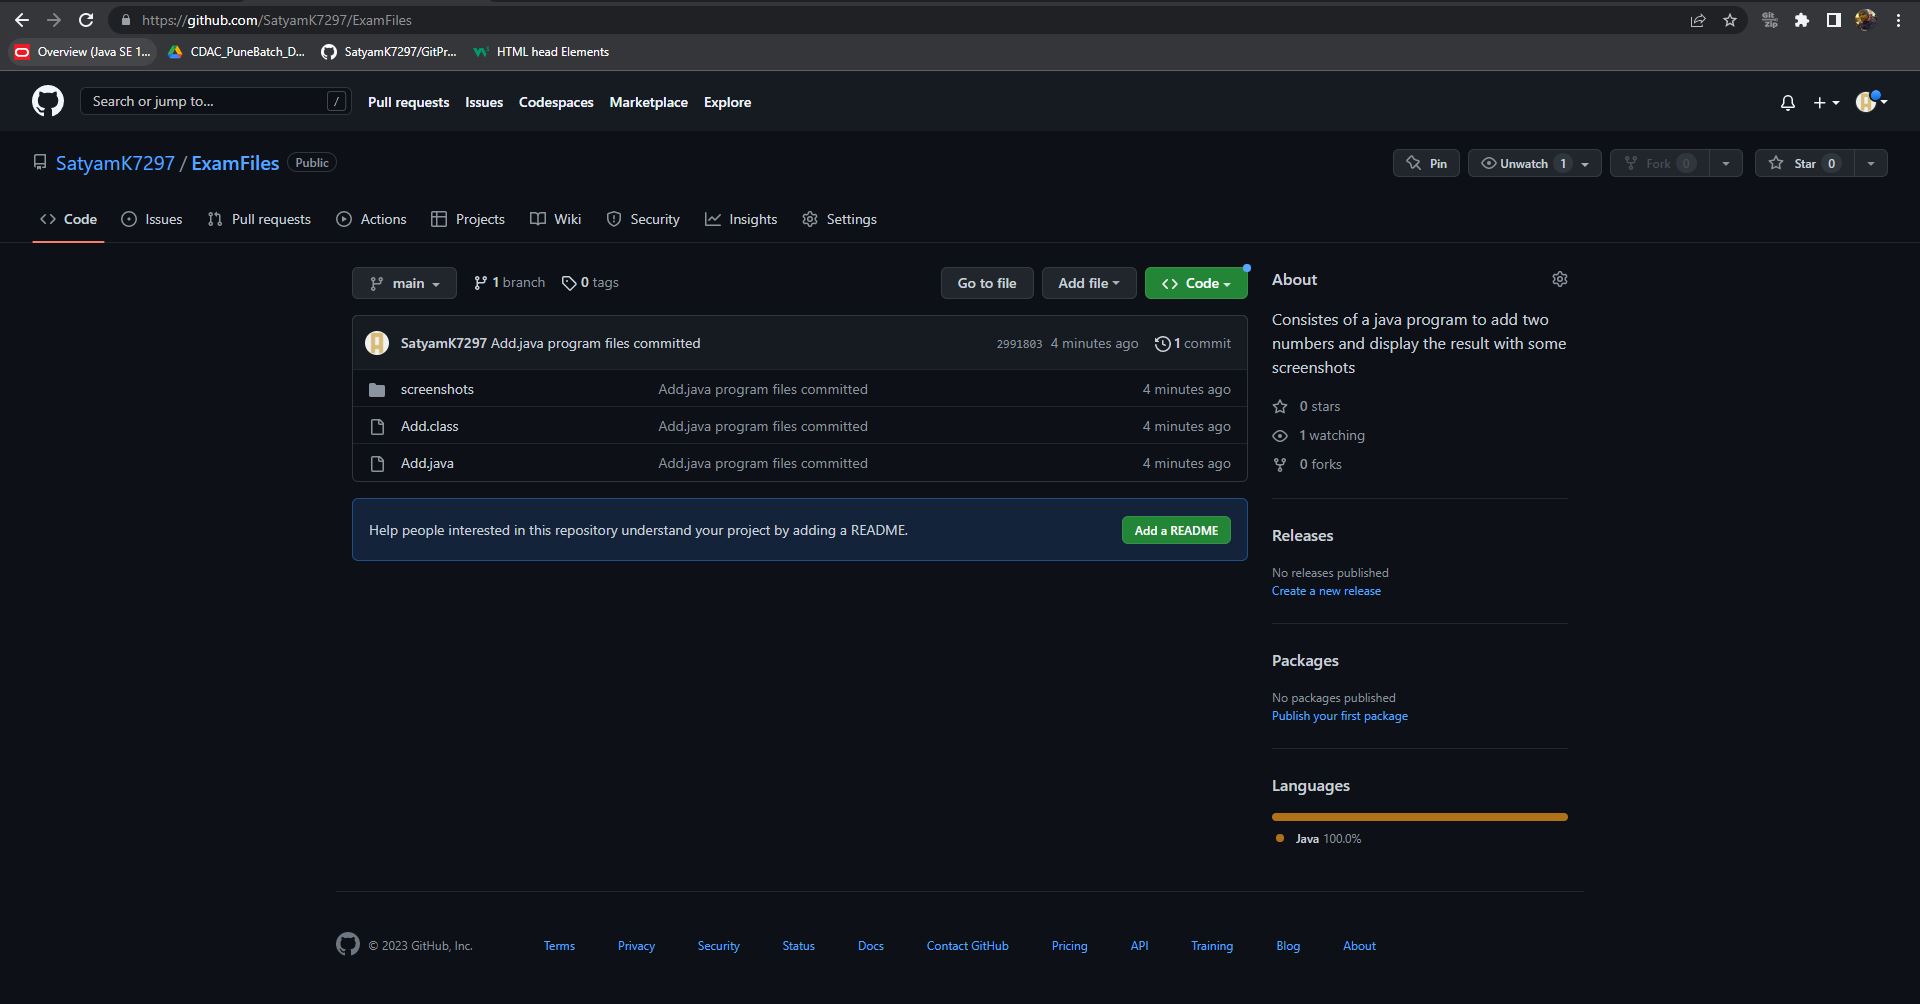 https://github.com/SatyamK7297/ExamFiles
Git Zip
Overview (Java SE 1... CDAC_PuneBatch_D... SatyamK7297/GitPr... HTML head Elements
Search or jump to... / Pull requests Issues Codespaces Marketplace Explore
SatyamK7297 / ExamFiles Public Pin Unwatch 1 Fork 0 Star 0
Code Issues Pull requests Actions Projects Wiki Security Insights Settings
main 1 branch 0 tags Go to file Add file Code
SatyamK7297 Add.java program files committed 2991803 4 minutes ago 1 commit
screenshots Add.java program files committed 4 minutes ago
Add.class Add.java program files committed 4 minutes ago
Add.java Add.java program files committed 4 minutes ago
Help people interested in this repository understand your project by adding a README. Add a README
About
Consistes of a java program to add two
numbers and display the result with some
screenshots
0 stars
1 watching
0 forks
Releases
No releases published
Create a new release
Packages
No packages published
Publish your first package
Languages
Java 100.0%
© 2023 GitHub, Inc. Terms Privacy Security Status Docs Contact GitHub Pricing API Training Blog About